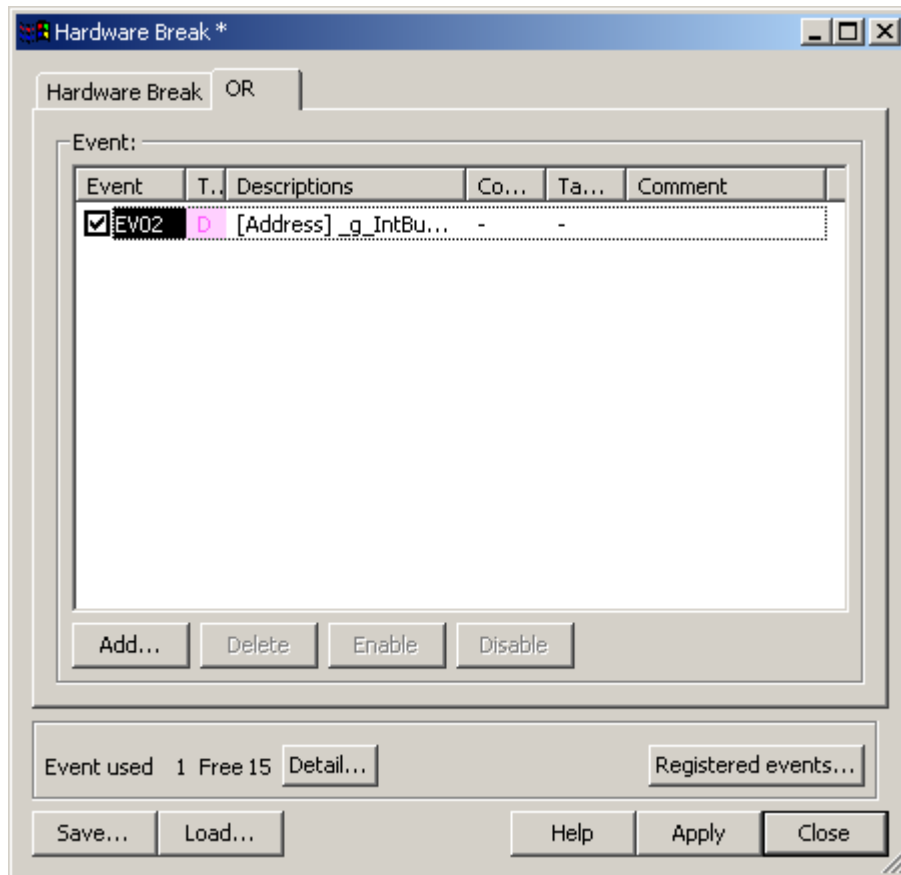 Hardware Break *
Hardware Break OR
Event:
Event T.. Descriptions Co... Ta... Comment
EV02 D [Address] _g_IntBu... - -
Add... Delete Enable Disable
Event used 1 Free 15 Detail... Registered events...
Save... Load... Help Apply Close